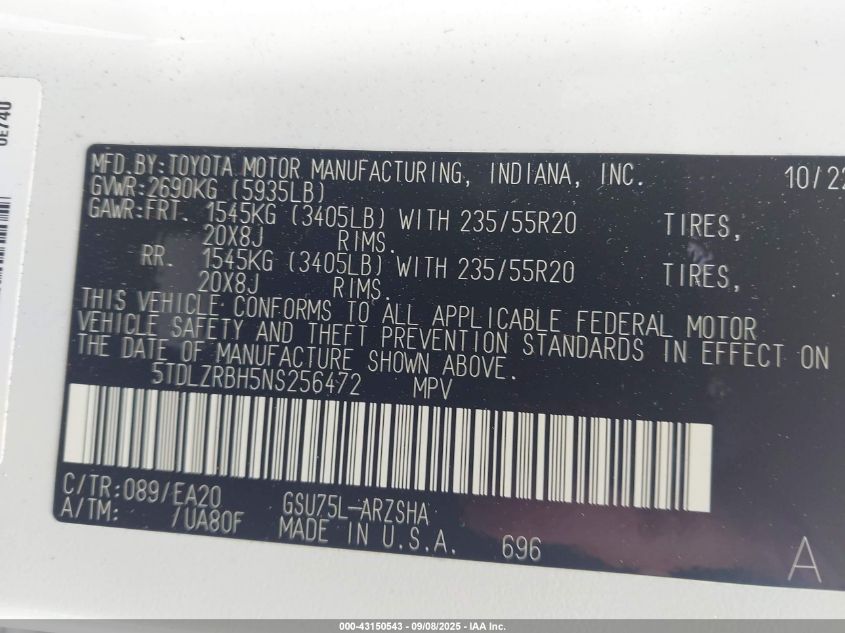 0E740
MFD.BY:TOYOTA MOTOR MANUFACTURING, INDIANA, INC. 10/22
GVWR:2690KG (5935LB)
GAWR:FRT. 1545KG (3405LB) WITH 235/55R20 TIRES,
20X8J RIMS.
RR. 1545KG (3405LB) WITH 235/55R20 TIRES,
20X8J RIMS.
THIS VEHICLE CONFORMS TO ALL APPLICABLE FEDERAL MOTOR
VEHICLE SAFETY AND THEFT PREVENTION STANDARDS IN EFFECT ON
THE DATE OF MANUFACTURE SHOWN ABOVE.
5TDLZRBH5NS256472 MPV
C/TR:089/EA20 GSU75L-ARZSHA
A/TM: /UA80F MADE IN U.S.A. 696
A
000-43150543 - 09/08/2025 - IAA Inc.